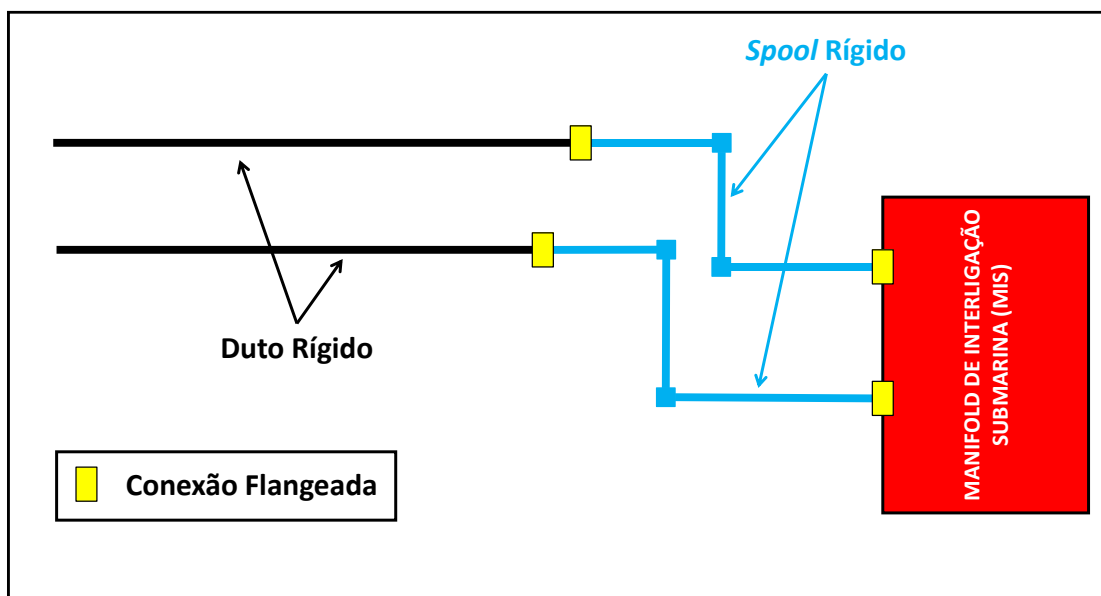 Spool Rígido
Duto Rígido
MANIFOLD DE INTERLIGAÇÃO
SUBMARINA (MIS)
Conexão Flangeada